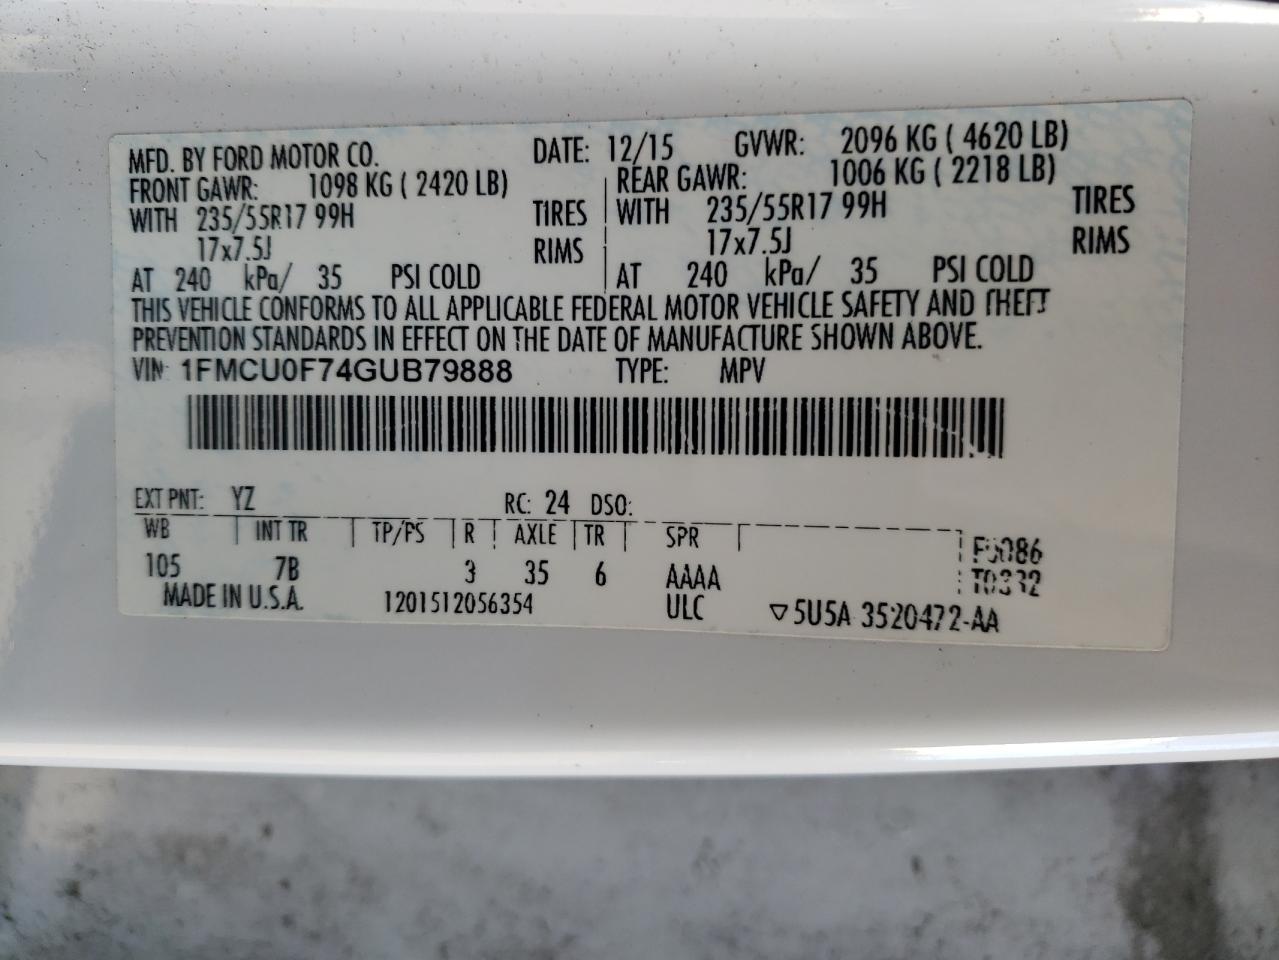 MFD. BY FORD MOTOR CO. DATE: 12/15 GVWR: 2096 KG ( 4620 LB)
FRONT GAWR: 1098 KG ( 2420 LB) REAR GAWR: 1006 KG ( 2218 LB)
WITH 235/55R17 99H TIRES WITH 235/55R17 99H TIRES
17x7.5J RIMS 17x7.5J RIMS
AT 240 kPa/ 35 PSI COLD AT 240 kPa/ 35 PSI COLD
THIS VEHICLE CONFORMS TO ALL APPLICABLE FEDERAL MOTOR VEHICLE SAFETY AND THEFT
PREVENTION STANDARDS IN EFFECT ON THE DATE OF MANUFACTURE SHOWN ABOVE.
VIN: 1FMCU0F74GUB79888 TYPE: MPV
EXT PNT: YZ RC: 24 DSO:
WB INT TR TP/PS R AXLE TR SPR
105 7B 3 35 6 AAAA
MADE IN U.S.A. 1201512056354 ULC ▽5U5A 3520472-AA